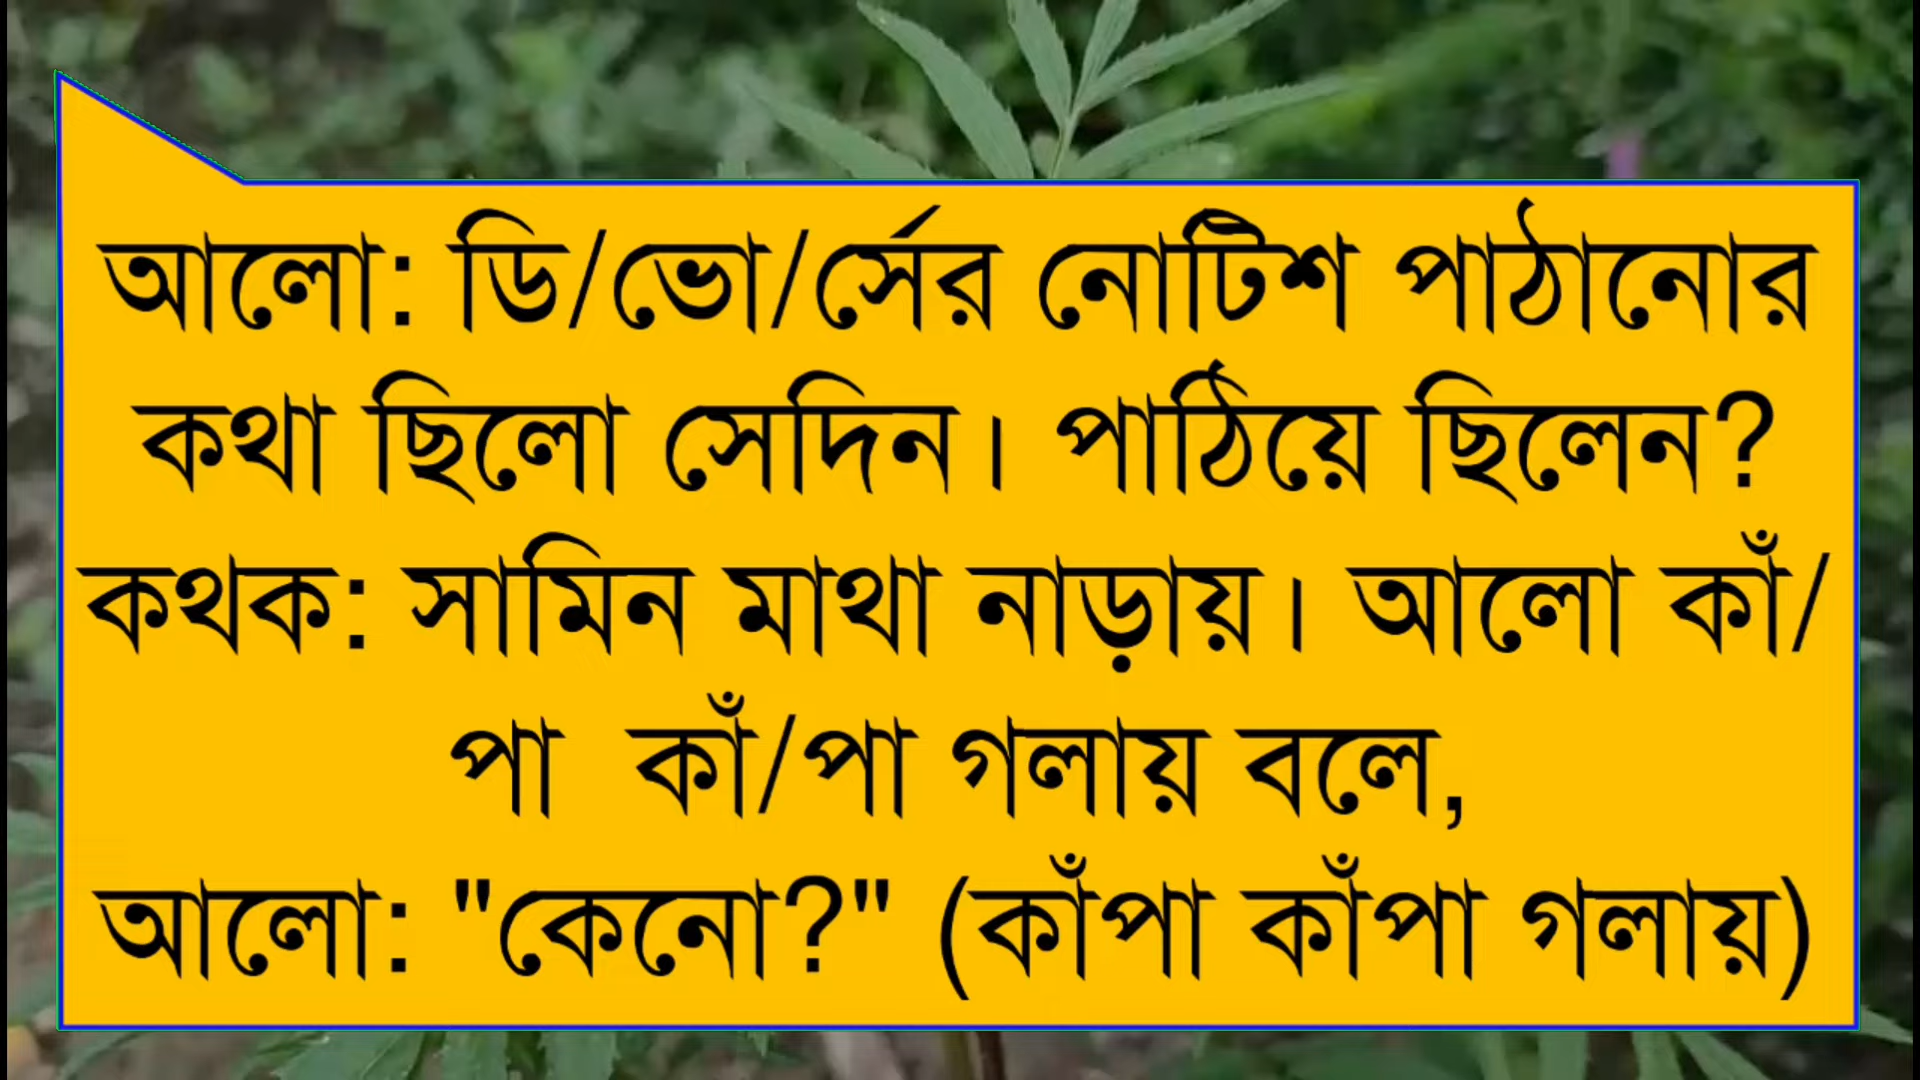 আলো: ডি/ভো/র্সের নোটিশ পাঠানোর
কথা ছিলো সেদিন। পাঠিয়ে ছিলেন?
কথক: সামিন মাথা নাড়ায়। আলো কাঁ/
পা  কাঁ/পা গলায় বলে,
আলো: "কেনো?" (কাঁপা কাঁপা গলায়)